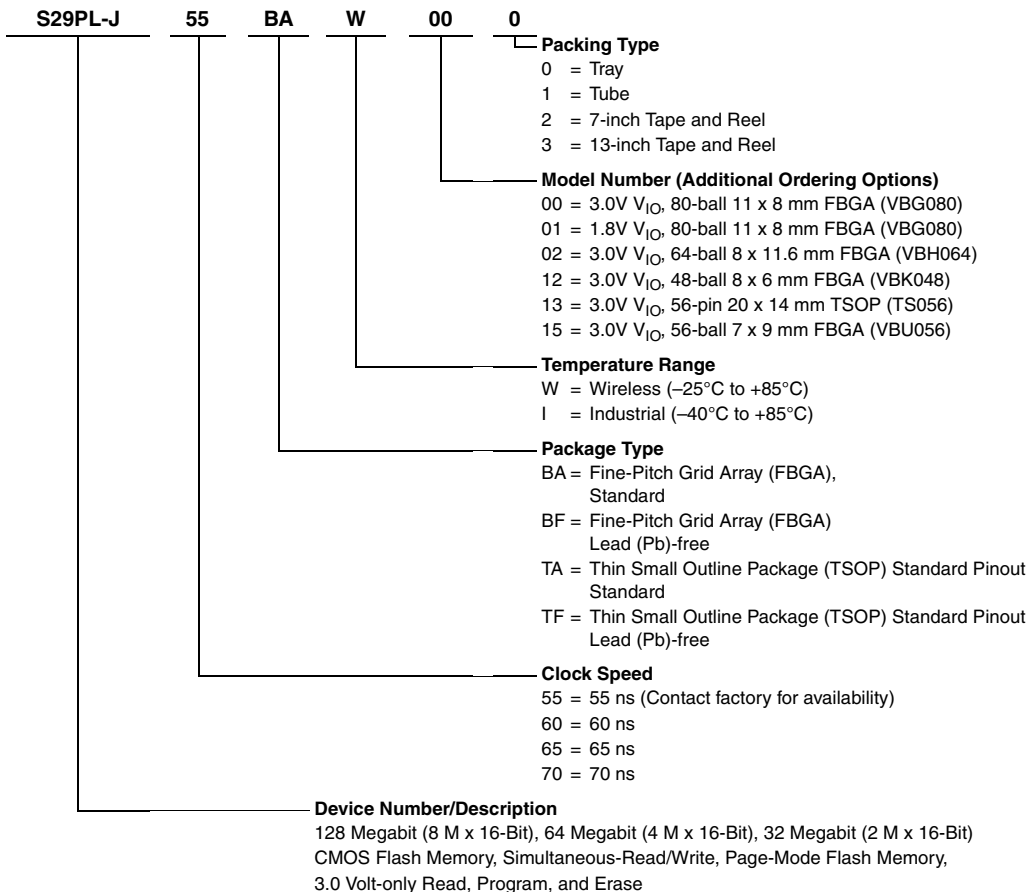 S29PL-J 55 BA W 00 0
Packing Type
0 = Tray
1 = Tube
2 = 7-inch Tape and Reel
3 = 13-inch Tape and Reel
Model Number (Additional Ordering Options)
00 = 3.0V VIO, 80-ball 11 x 8 mm FBGA (VBG080)
01 = 1.8V VIO, 80-ball 11 x 8 mm FBGA (VBG080)
02 = 3.0V VIO, 64-ball 8 x 11.6 mm FBGA (VBH064)
12 = 3.0V VIO, 48-ball 8 x 6 mm FBGA (VBK048)
13 = 3.0V VIO, 56-pin 20 x 14 mm TSOP (TS056)
15 = 3.0V VIO, 56-ball 7 x 9 mm FBGA (VBU056)
Temperature Range
W = Wireless (–25°C to +85°C)
I = Industrial (–40°C to +85°C)
Package Type
BA = Fine-Pitch Grid Array (FBGA),
Standard
BF = Fine-Pitch Grid Array (FBGA)
Lead (Pb)-free
TA = Thin Small Outline Package (TSOP) Standard Pinout
Standard
TF = Thin Small Outline Package (TSOP) Standard Pinout
Lead (Pb)-free
Clock Speed
55 = 55 ns (Contact factory for availability)
60 = 60 ns
65 = 65 ns
70 = 70 ns
Device Number/Description
128 Megabit (8 M x 16-Bit), 64 Megabit (4 M x 16-Bit), 32 Megabit (2 M x 16-Bit)
CMOS Flash Memory, Simultaneous-Read/Write, Page-Mode Flash Memory,
3.0 Volt-only Read, Program, and Erase